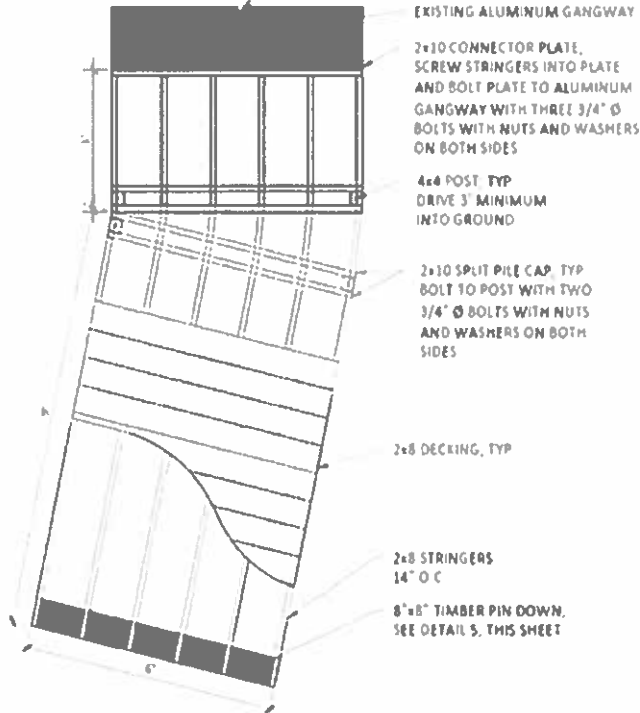 EXISTING ALUMINUM GANGWAY
2x10 CONNECTOR PLATE,
SCREW STRINGERS INTO PLATE
AND BOLT PLATE TO ALUMINUM
GANGWAY WITH THREE 3/4" Ø
BOLTS WITH NUTS AND WASHERS
ON BOTH SIDES
4x4 POST, TYP
DRIVE 3' MINIMUM
INTO GROUND
2x10 SPLIT PILE CAP, TYP
BOLT TO POST WITH TWO
3/4" Ø BOLTS WITH NUTS
AND WASHERS ON BOTH
SIDES
2x8 DECKING, TYP
2x8 STRINGERS
14" O C
8"x8" TIMBER PIN DOWN,
SEE DETAIL 5, THIS SHEET
6'